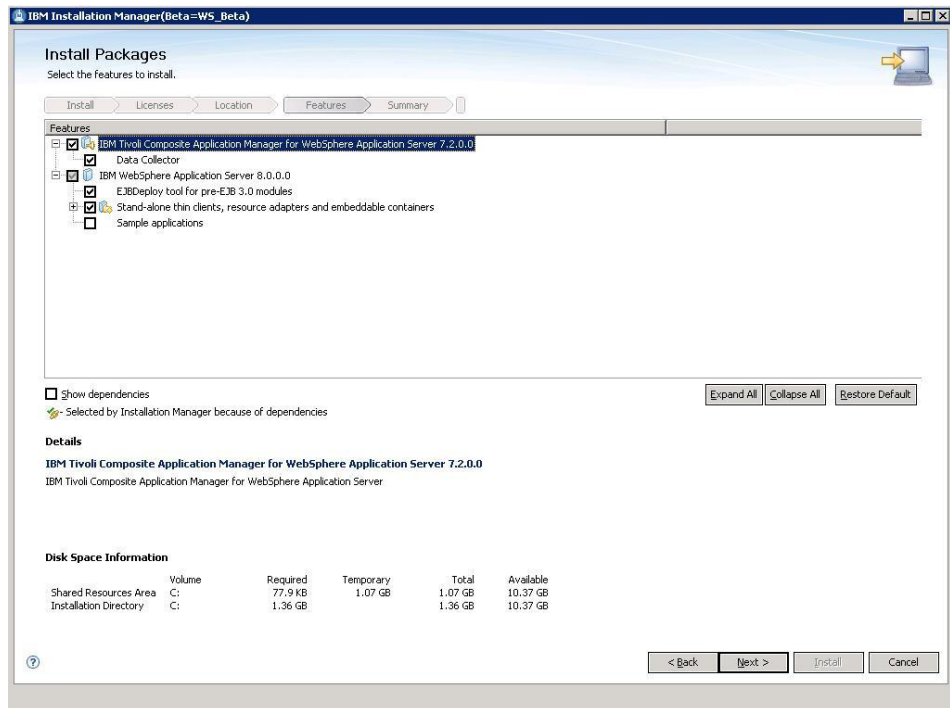 IBM Installation Manager(Beta=WS_Beta)
Install Packages
Select the features to install.
Install Licenses Location Features Summary
Features
IBM Tivoli Composite Application Manager for WebSphere Application Server 7.2.0.0
Data Collector
IBM WebSphere Application Server 8.0.0.0
EJBDeploy tool for pre-EJB 3.0 modules
Stand-alone thin clients, resource adapters and embeddable containers
Sample applications
Show dependencies
Expand All Collapse All Restore Default
- Selected by Installation Manager because of dependencies
Details
IBM Tivoli Composite Application Manager for WebSphere Application Server 7.2.0.0
IBM Tivoli Composite Application Manager for WebSphere Application Server
Disk Space Information
Volume Required Temporary Total Available
Shared Resources Area C: 77.9 KB 1.07 GB 1.07 GB 10.37 GB
Installation Directory C: 1.36 GB 1.36 GB 10.37 GB
? < Back Next > Install Cancel